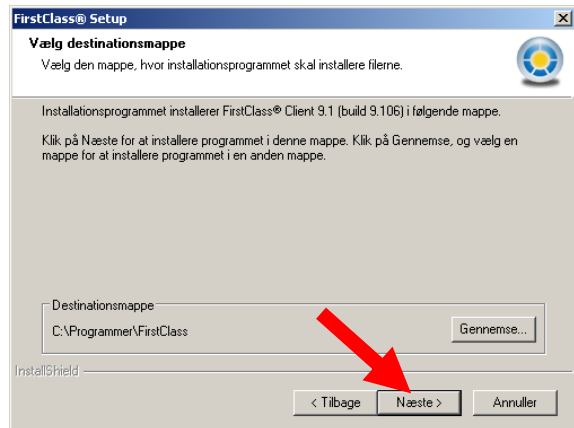 FirstClass® Setup
Vælg destinationsmappe
Vælg den mappe, hvor installationsprogrammet skal installere filerne.
Installationsprogrammet installerer FirstClass® Client 9.1 (build 9.106) i følgende mappe.
Klik på Næste for at installere programmet i denne mappe. Klik på Gennemse, og vælg en
mappe for at installere programmet i en anden mappe.
Destinationsmappe
C:\Programmer\FirstClass
Gennemse...
InstallShield
< Tilbage
Næste >
Annuller